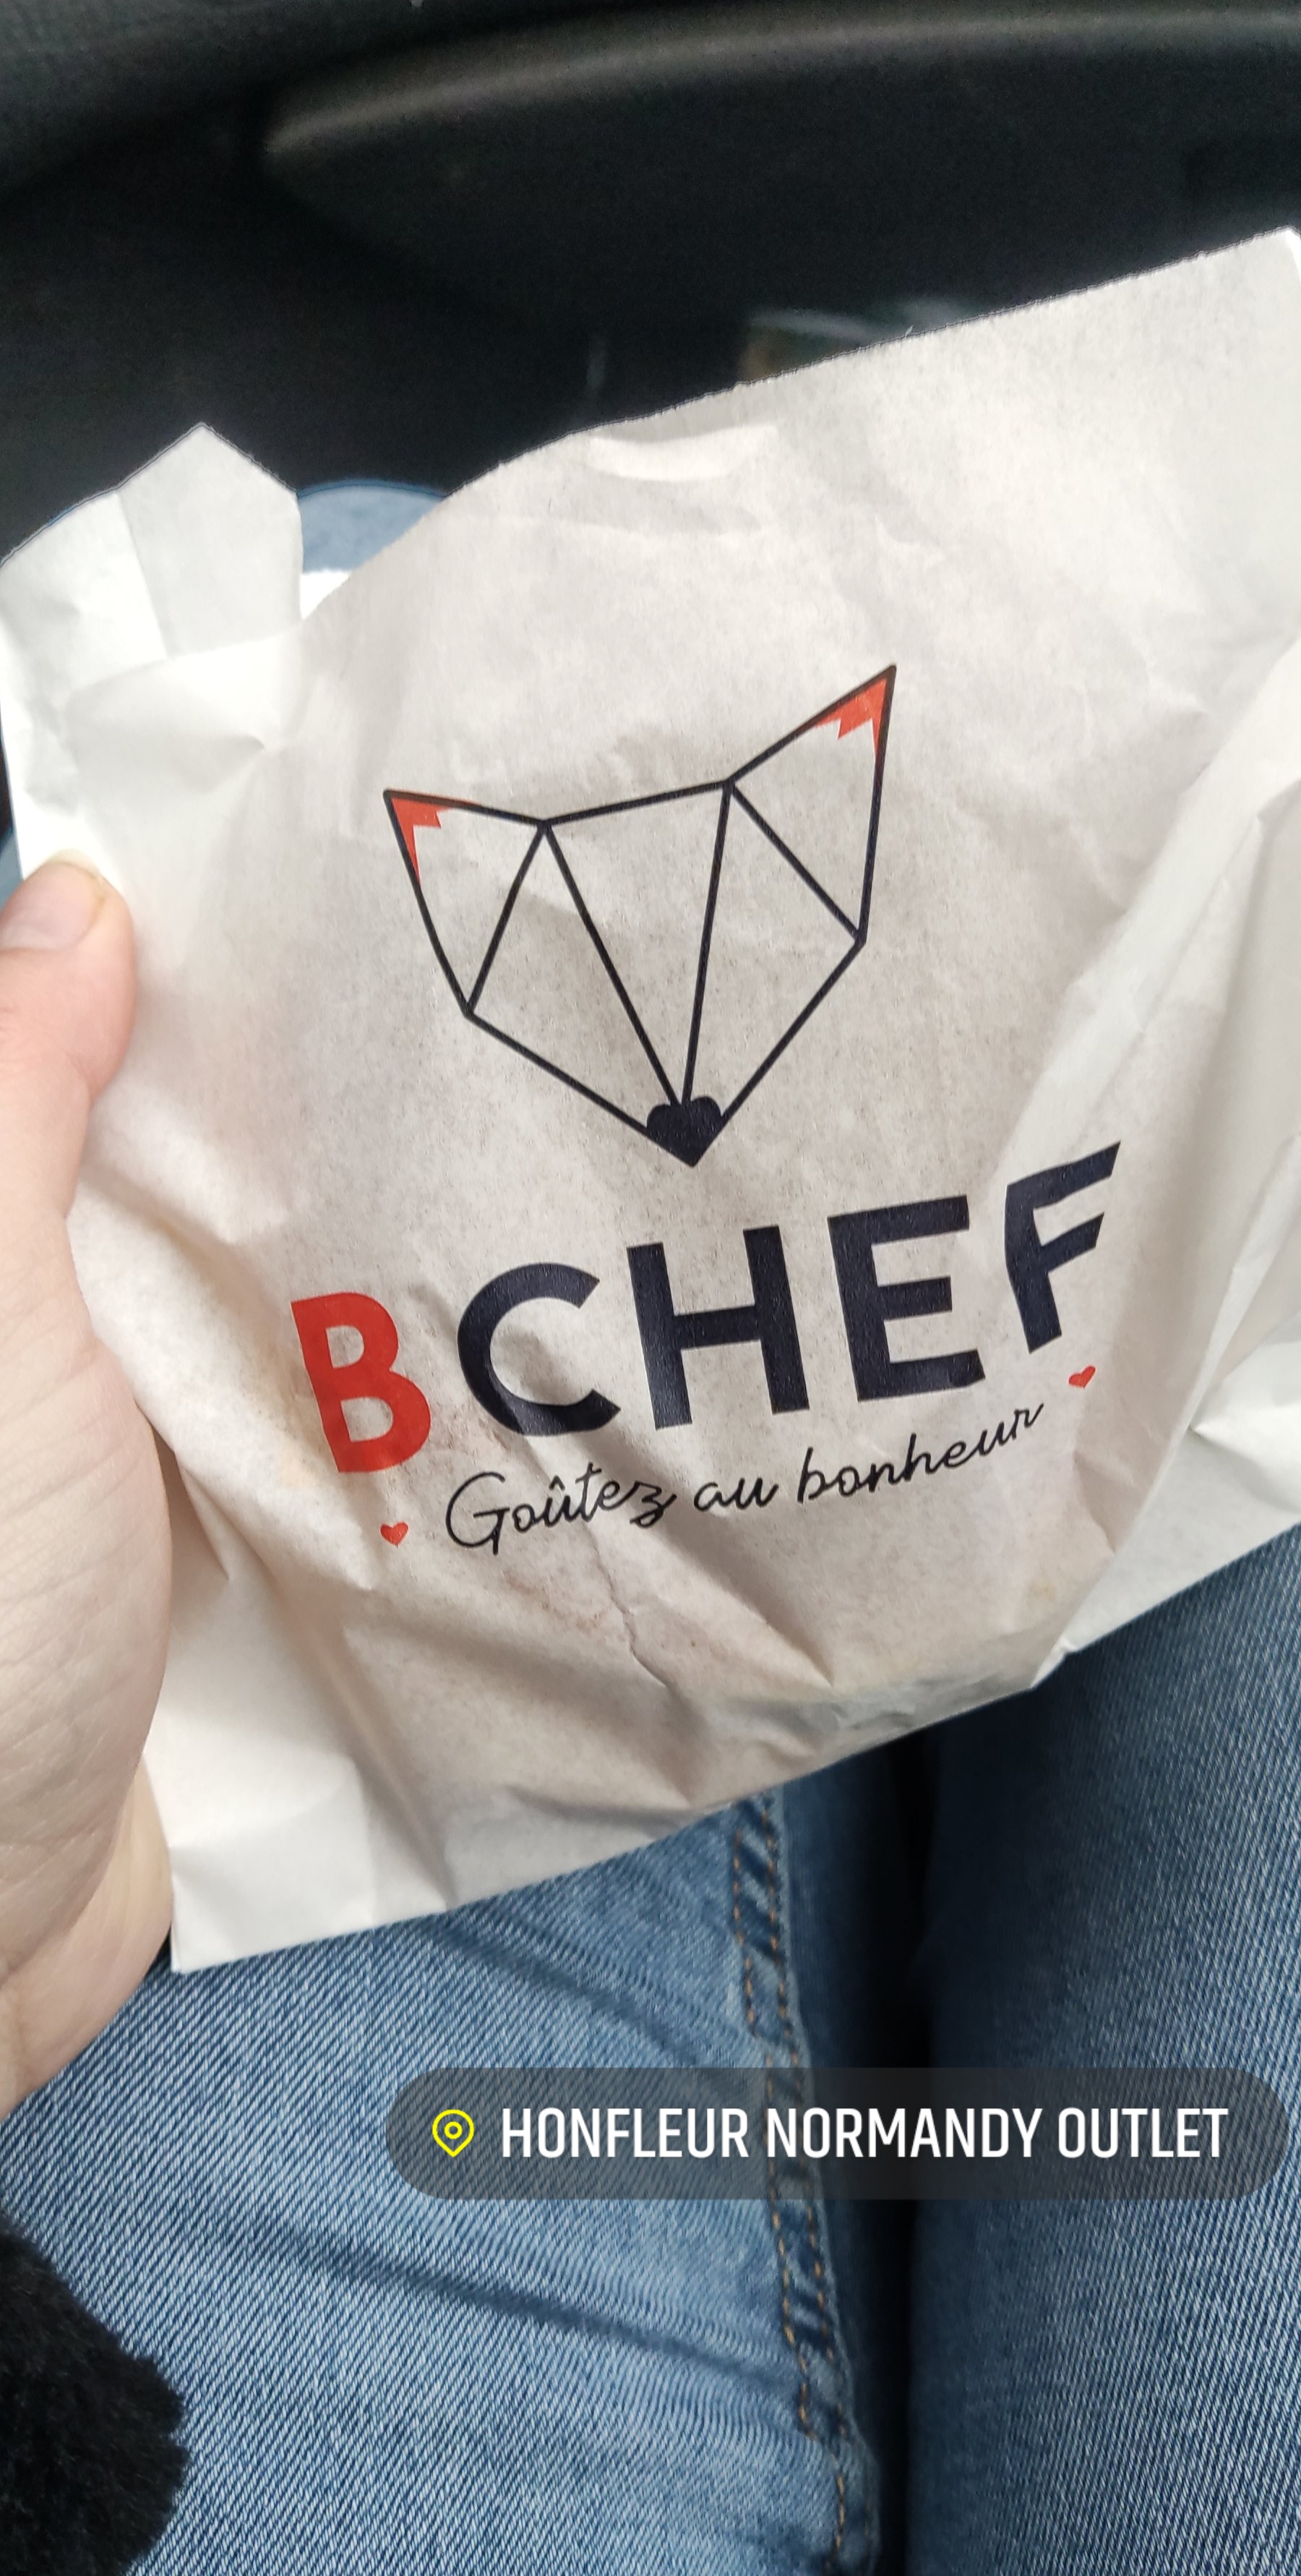 BCHEF
Goûtez au bonheur
HONFLEUR NORMANDY OUTLET